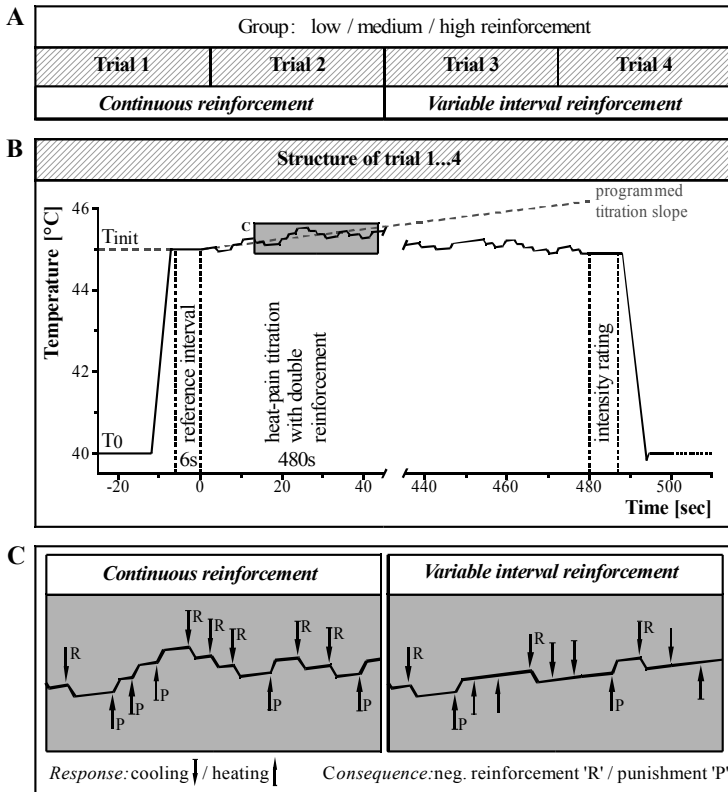 A
Group: low / medium / high reinforcement
Trial 1 Trial 2 Trial 3 Trial 4
Continuous reinforcement Variable interval reinforcement
B
Structure of trial 1...4
programmed
titration slope
Temperature [°C]
46
44
42
40
Tinit
T0
C
reference interval
6s
heat-pain titration
with double
reinforcement
480s
intensity rating
-20 0 20 40 440 460 480 500
Time [sec]
C
Continuous reinforcement Variable interval reinforcement
R R R R R R
P P P P P
R R R
P P
Response: cooling / heating Consequence: neg. reinforcement 'R' / punishment 'P'